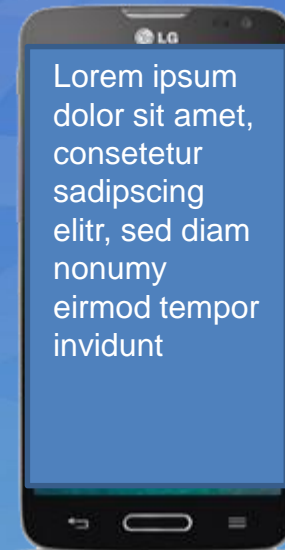 LG
Lorem ipsum
dolor sit amet,
consetetur
sadipscing
elitr, sed diam
nonumy
eirmod tempor
invidunt